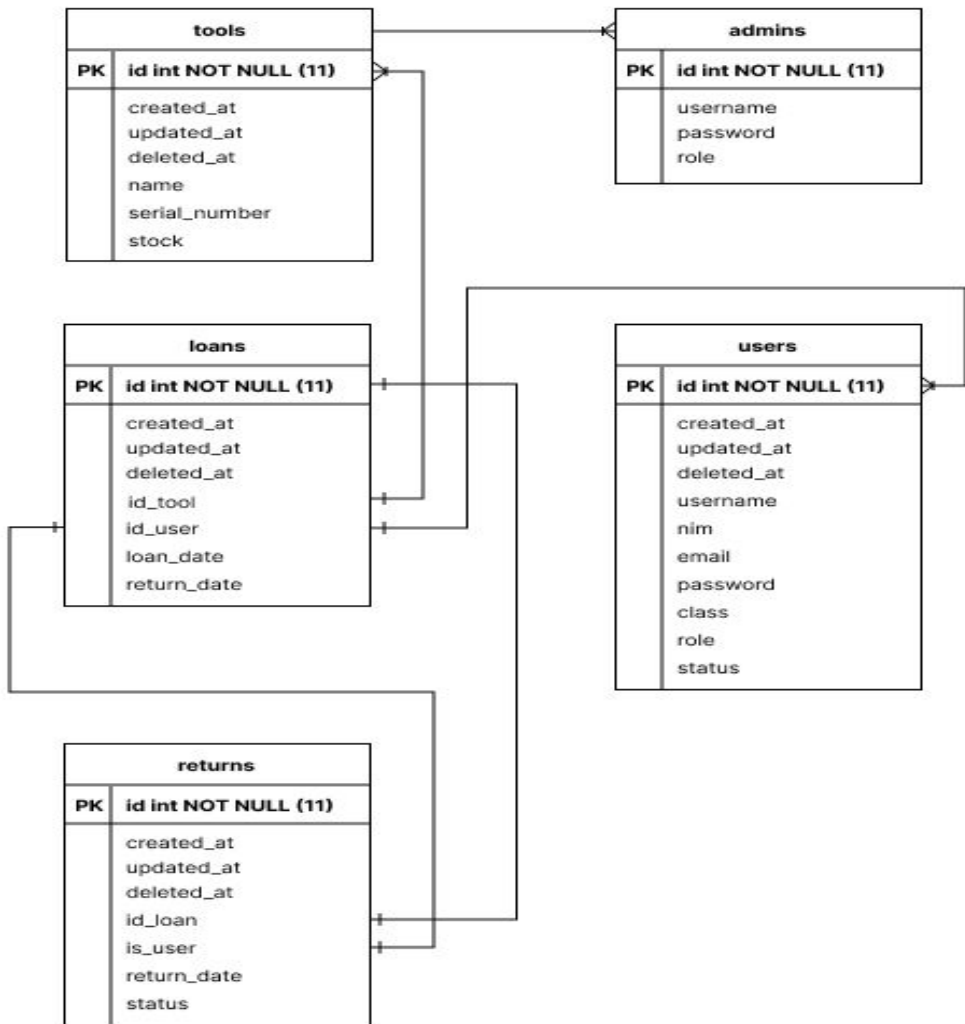 tools
PK id int NOT NULL (11)
created_at
updated_at
deleted_at
name
serial_number
stock
admins
PK id int NOT NULL (11)
username
password
role
loans
PK id int NOT NULL (11)
created_at
updated_at
deleted_at
id_tool
id_user
loan_date
return_date
users
PK id int NOT NULL (11)
created_at
updated_at
deleted_at
username
nim
email
password
class
role
status
returns
PK id int NOT NULL (11)
created_at
updated_at
deleted_at
id_loan
is_user
return_date
status